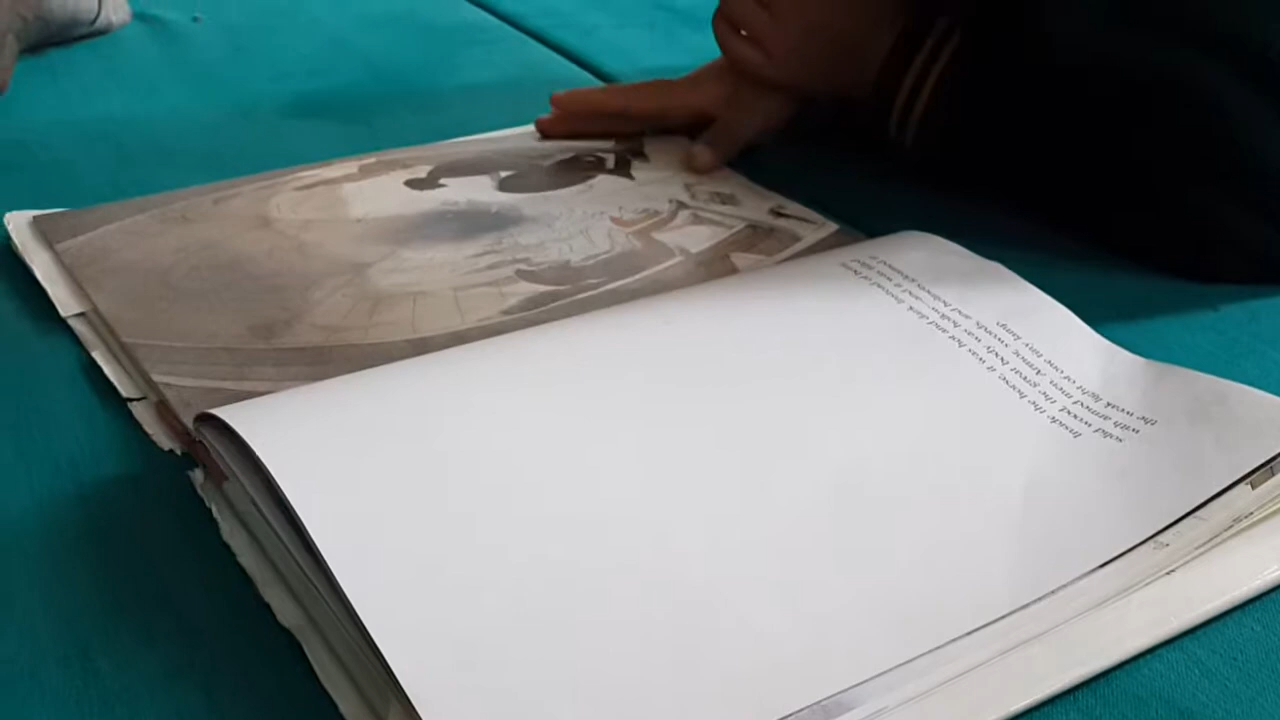 Inside the horse, it was hot and dark. Instead of being
solid wood, the great body was hollow—and it was filled
with armed men. Armor, swords, and helmets gleamed in
the weak light of one tiny lamp.